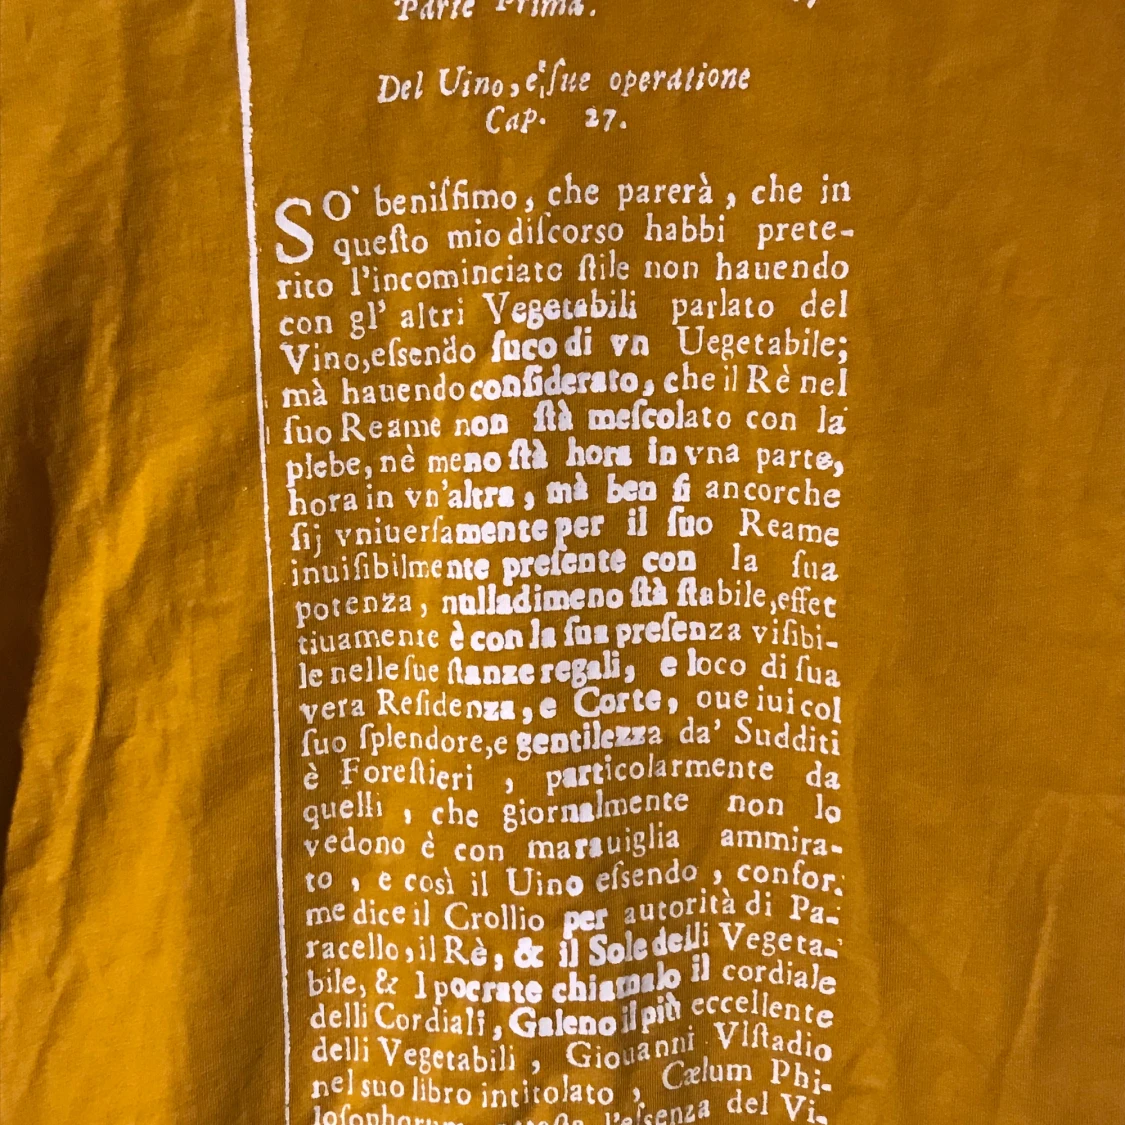 Parte Prima.
Del Uino, è ſue operatione
Cap. 27.
SO' beniſſimo, che parerà, che in
queſto mio diſcorso habbi prete-
rito l'incominciato ſtile non hauendo
con gl' altri Vegetabili parlato del
Vino, eſsendo ſuco di vn Uegetabile;
mà hauendo conſiderato, che il Rè nel
ſuo Reame non ſtà meſcolato con la
plebe, nè meno ſtà hora in vna parte,
hora in vn'altra, mà ben ſi ancorche
ſij vniuerſamente per il ſuo Reame
inuiſibilmente preſente con la ſua
potenza, nulladimeno ſtà ſtabile, effet
tiuamente è con la ſua preſenza viſibi-
le nelle ſue ſtanze regali, e loco di ſua
vera Reſidenza, e Corte, oue iui col
ſuo ſplendore, e gentilezza da' Sudditi
è Foreſtieri, particolarmente da
quelli, che giornalmente non lo
vedono è con marauiglia ammira-
to, e così il Uino eſsendo, confor-
me dice il Crollio per autorità di Pa-
racello, il Rè, & il Sole delli Vegeta-
bile, & Ipocrate chiamalo il cordiale
delli Cordiali, Galeno il più eccellente
delli Vegetabili, Giouanni Vlſtadio
nel suo libro intitolato, Cælum Phi-
loſophorum l'eſsenza del Vi-